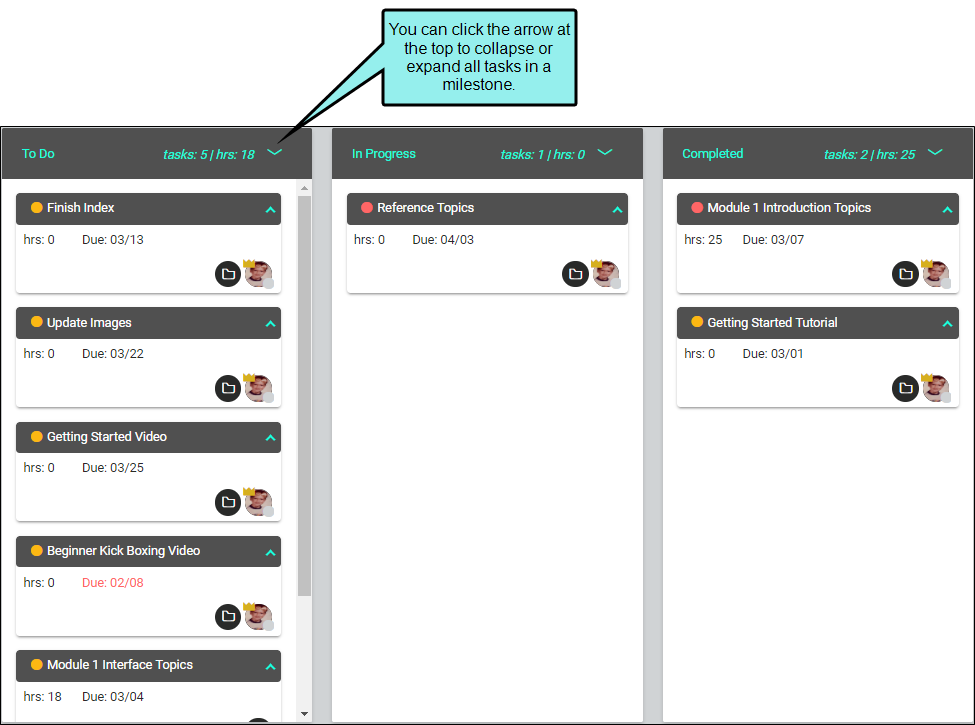 You can click the arrow at
the top to collapse or
expand all tasks in a
milestone.
To Do tasks: 5 | hrs: 18
Finish Index
hrs: 0 Due: 03/13
Update Images
hrs: 0 Due: 03/22
Getting Started Video
hrs: 0 Due: 03/25
Beginner Kick Boxing Video
hrs: 0 Due: 02/08
Module 1 Interface Topics
hrs: 18 Due: 03/04
In Progress tasks: 1 | hrs: 0
Reference Topics
hrs: 0 Due: 04/03
Completed tasks: 2 | hrs: 25
Module 1 Introduction Topics
hrs: 25 Due: 03/07
Getting Started Tutorial
hrs: 0 Due: 03/01